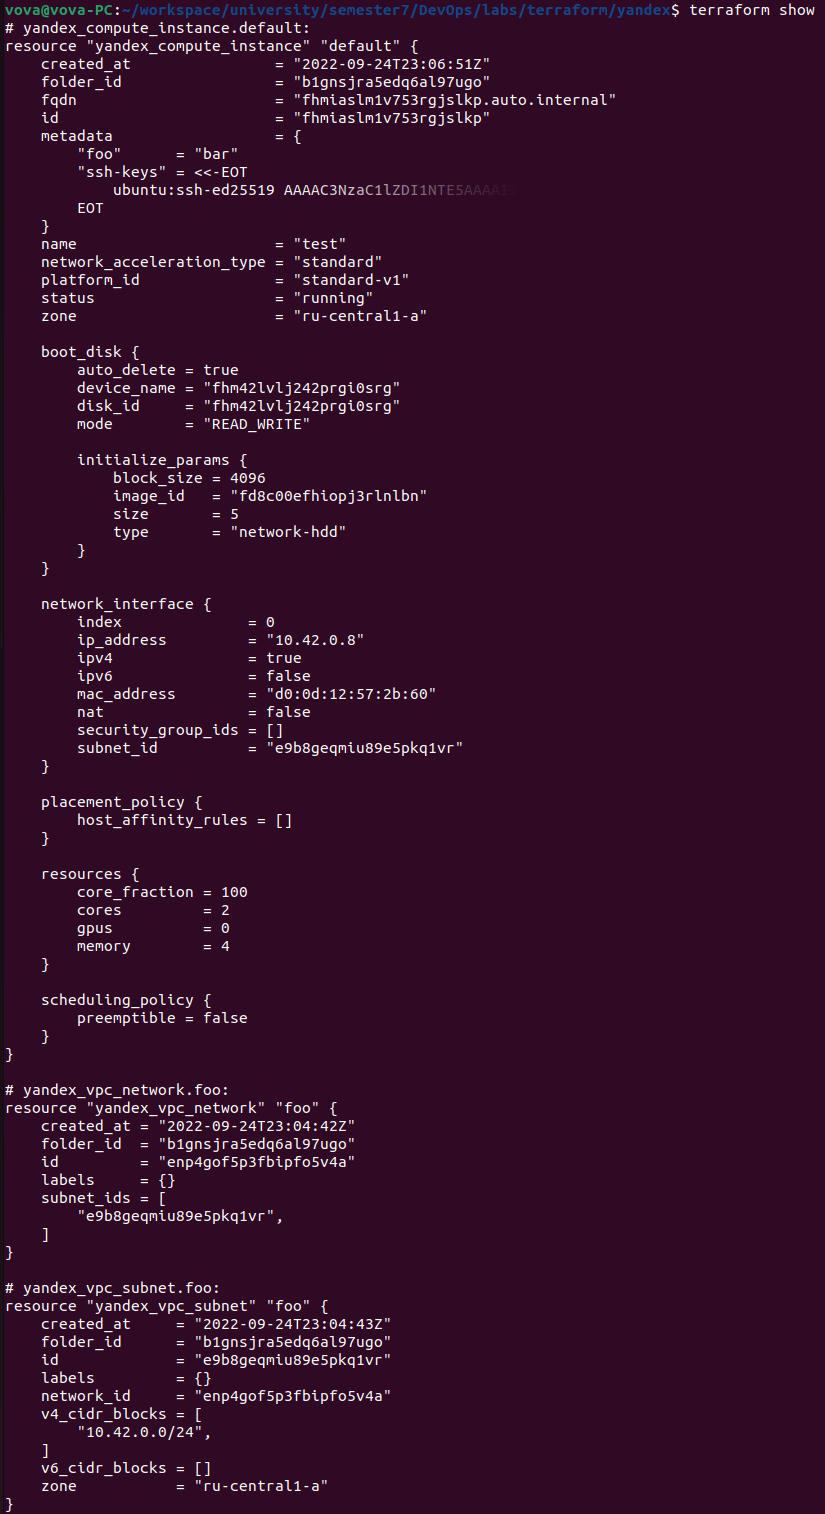 vova@vova-PC:~/workspace/university/semester7/DevOps/labs/terraform/yandex$ terraform show
# yandex_compute_instance.default:
resource "yandex_compute_instance" "default" {
    created_at                = "2022-09-24T23:06:51Z"
    folder_id                 = "b1gnsjra5edq6al97ugo"
    fqdn                      = "fhmiaslm1v753rgjslkp.auto.internal"
    id                        = "fhmiaslm1v753rgjslkp"
    metadata                  = {
        "foo"      = "bar"
        "ssh-keys" = <<-EOT
            ubuntu:ssh-ed25519 AAAAC3NzaC1lZDI1NTE5AAAA
        EOT
    }
    name                      = "test"
    network_acceleration_type = "standard"
    platform_id               = "standard-v1"
    status                    = "running"
    zone                      = "ru-central1-a"

    boot_disk {
        auto_delete = true
        device_name = "fhm42lvlj242prgi0srg"
        disk_id     = "fhm42lvlj242prgi0srg"
        mode        = "READ_WRITE"

        initialize_params {
            block_size = 4096
            image_id   = "fd8c00efhiopj3rlnlbn"
            size       = 5
            type       = "network-hdd"
        }
    }

    network_interface {
        index              = 0
        ip_address         = "10.42.0.8"
        ipv4               = true
        ipv6               = false
        mac_address        = "d0:0d:12:57:2b:60"
        nat                = false
        security_group_ids = []
        subnet_id          = "e9b8geqmiu89e5pkq1vr"
    }

    placement_policy {
        host_affinity_rules = []
    }

    resources {
        core_fraction = 100
        cores         = 2
        gpus          = 0
        memory        = 4
    }

    scheduling_policy {
        preemptible = false
    }
}

# yandex_vpc_network.foo:
resource "yandex_vpc_network" "foo" {
    created_at = "2022-09-24T23:04:42Z"
    folder_id  = "b1gnsjra5edq6al97ugo"
    id         = "enp4gof5p3fbipfo5v4a"
    labels     = {}
    subnet_ids = [
        "e9b8geqmiu89e5pkq1vr",
    ]
}

# yandex_vpc_subnet.foo:
resource "yandex_vpc_subnet" "foo" {
    created_at     = "2022-09-24T23:04:43Z"
    folder_id      = "b1gnsjra5edq6al97ugo"
    id             = "e9b8geqmiu89e5pkq1vr"
    labels         = {}
    network_id     = "enp4gof5p3fbipfo5v4a"
    v4_cidr_blocks = [
        "10.42.0.0/24",
    ]
    v6_cidr_blocks = []
    zone           = "ru-central1-a"
}